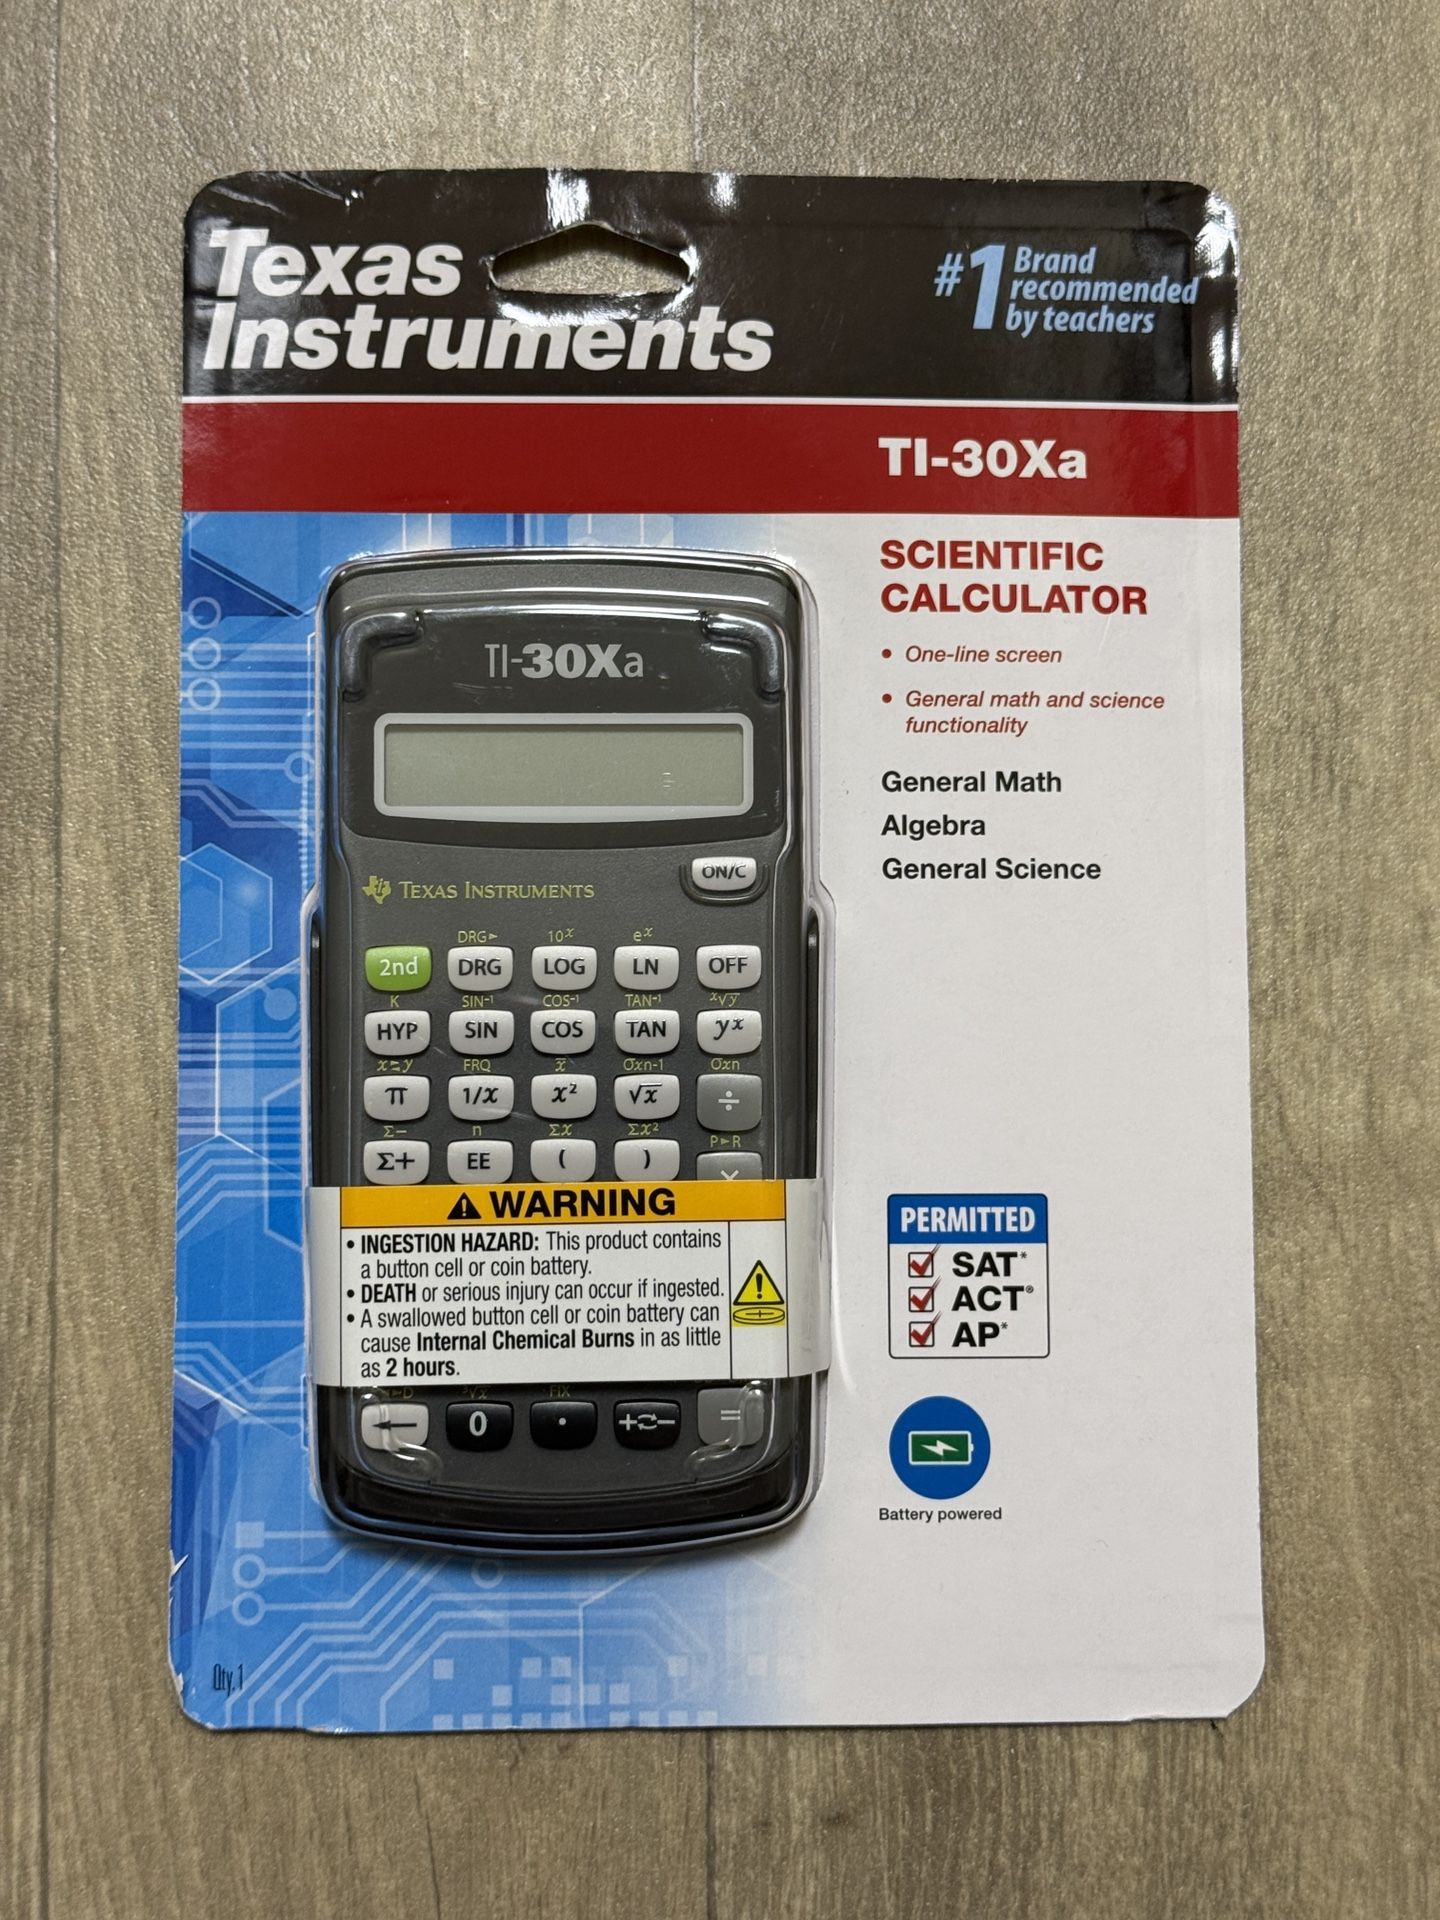 Texas
Instruments
#1 Brand
recommended
by teachers
TI-30Xa
SCIENTIFIC
CALCULATOR
• One-line screen
• General math and science
functionality
General Math
Algebra
General Science
TI-30Xa
ON/C
TEXAS INSTRUMENTS
DRG► 10ˣ eˣ
2nd DRG LOG LN OFF
K SIN⁻¹ COS⁻¹ TAN⁻¹ ˣ√y
HYP SIN COS TAN yˣ
x⇆y FRQ x̄ σxn-1 σxn
π 1/x x² √x ÷
Σ− n Σx Σx² P►R
Σ+ EE ( ) ×
⚠ WARNING
• INGESTION HAZARD: This product contains
a button cell or coin battery.
• DEATH or serious injury can occur if ingested.
• A swallowed button cell or coin battery can
cause Internal Chemical Burns in as little
as 2 hours.
►D ³√x FIX
← 0 . +⇄− =
PERMITTED
SAT*
ACT®
AP*
Battery powered
Qty. 1